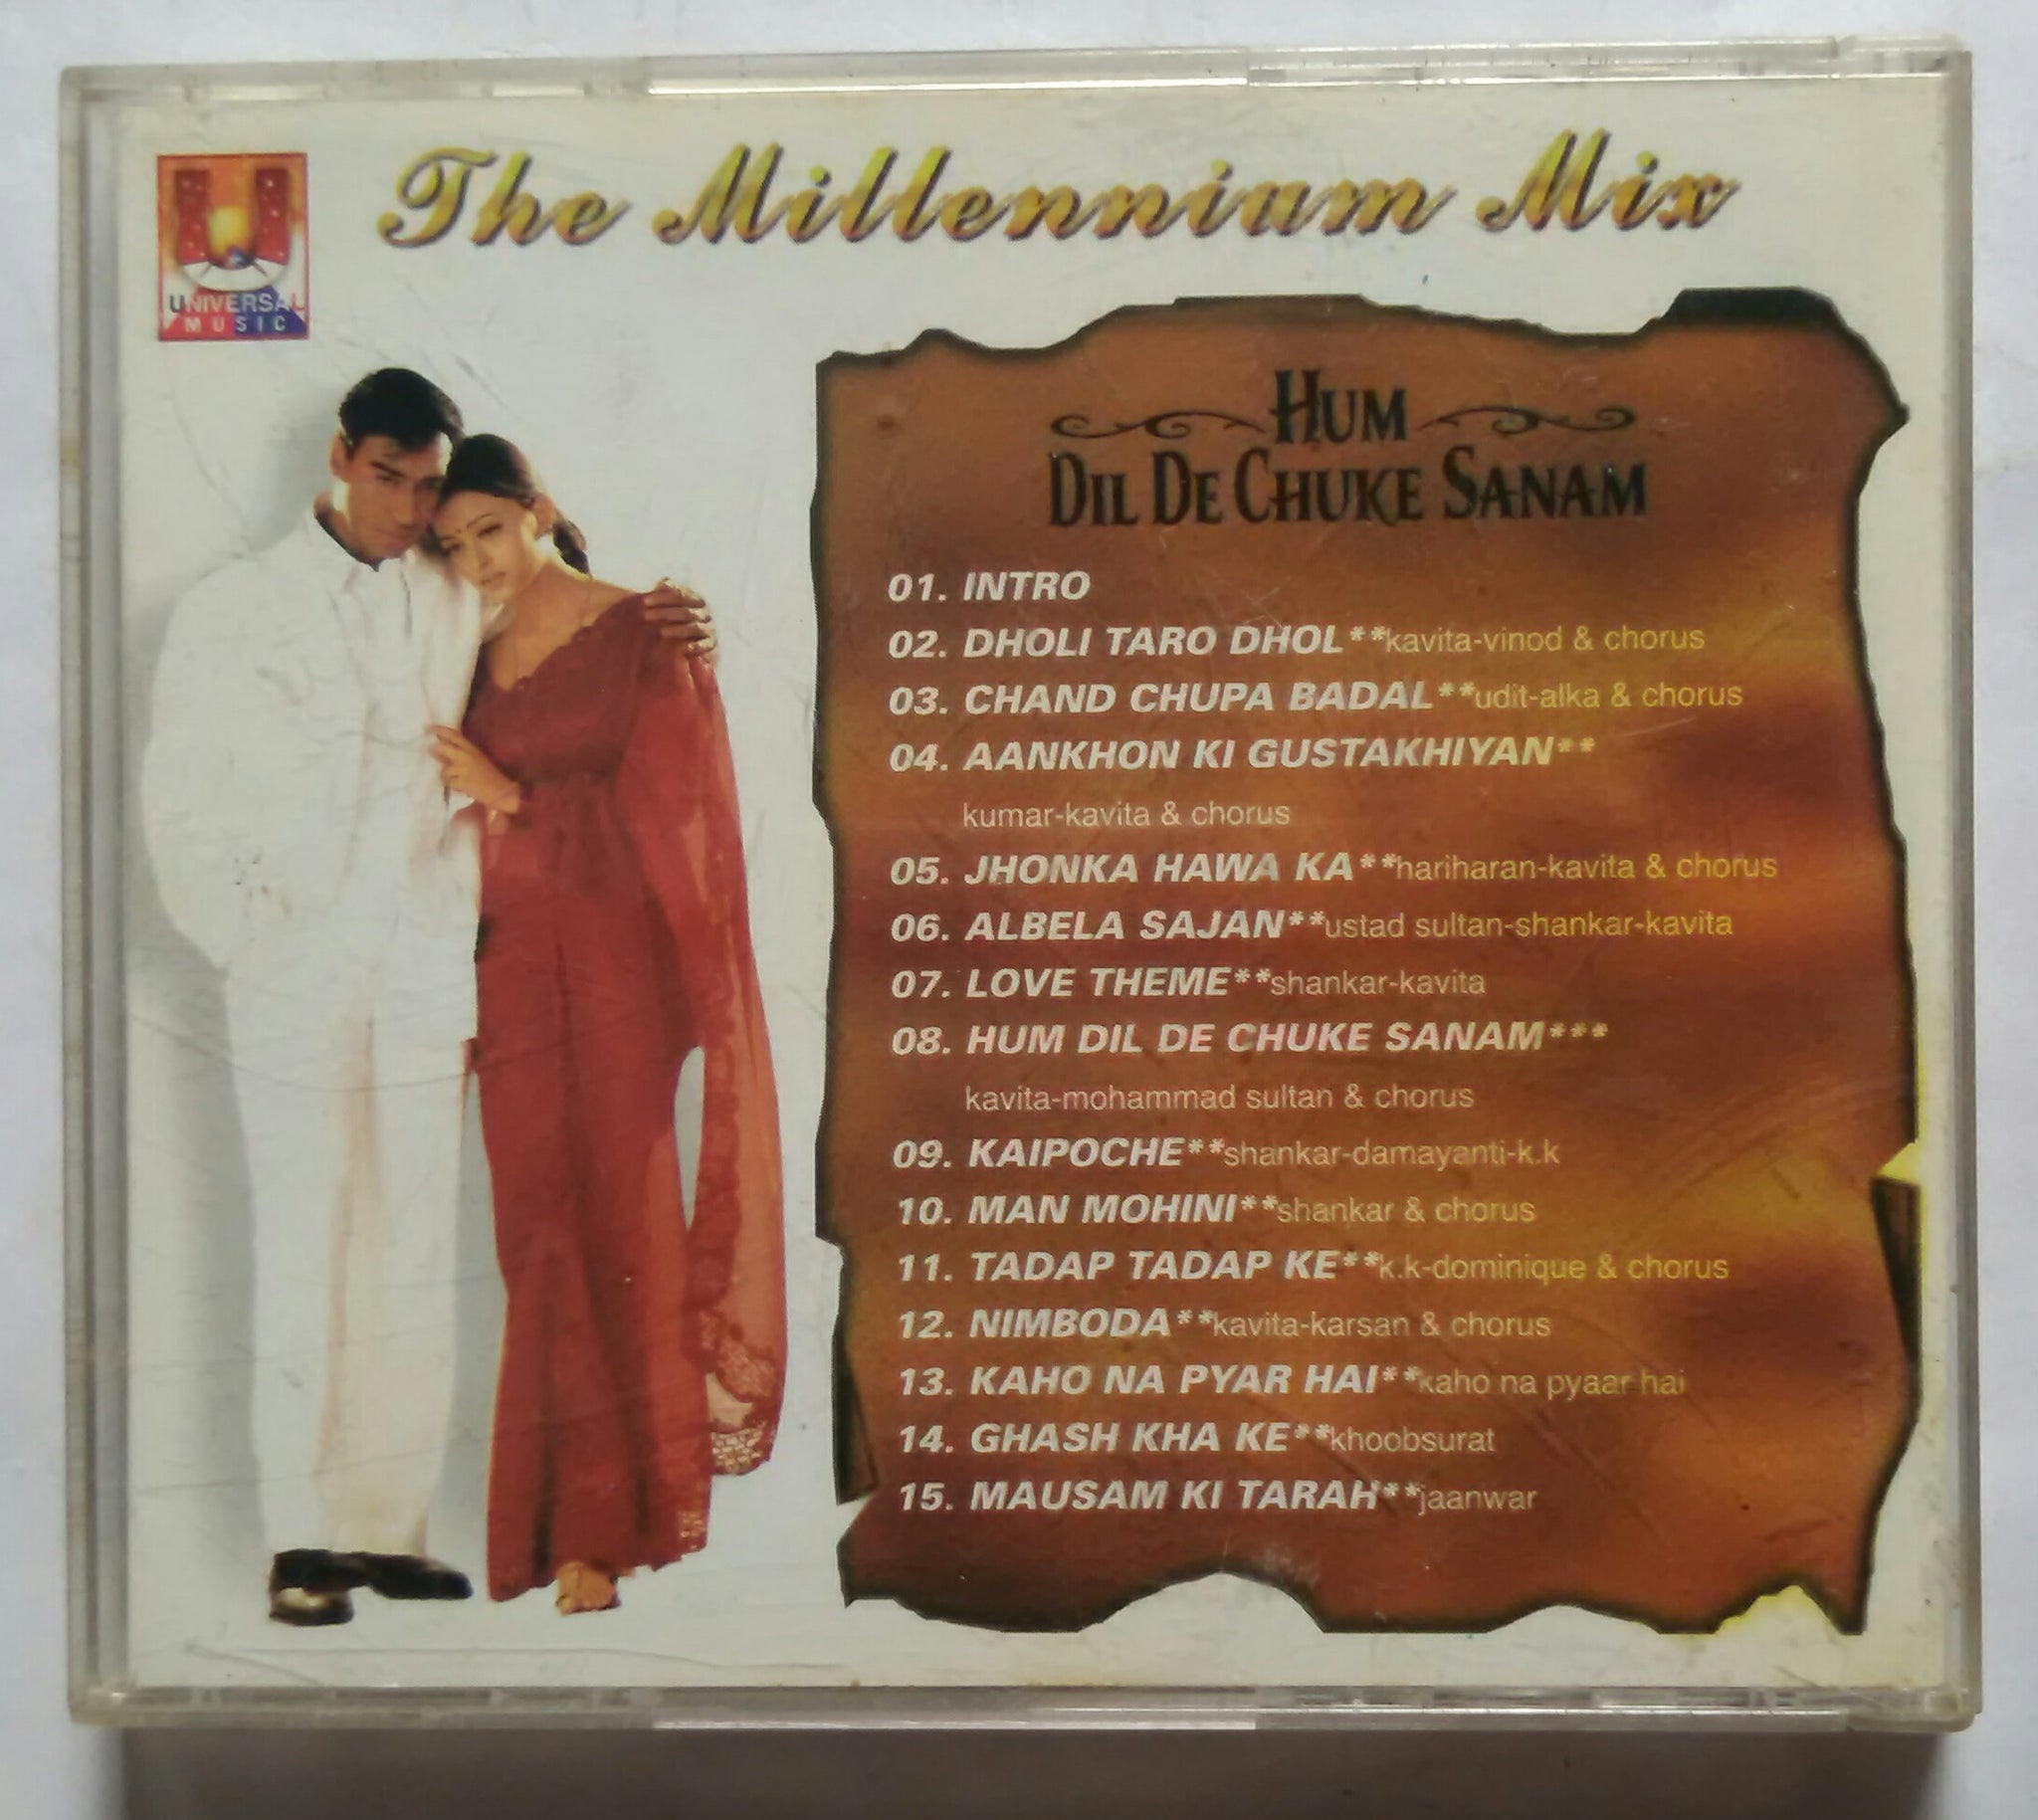 The Millennium Mix
UNIVERSAL
MUSIC
HUM
DIL DE CHUKE SANAM
01. INTRO
02. DHOLI TARO DHOL**kavita-vinod & chorus
03. CHAND CHUPA BADAL**udit-alka & chorus
04. AANKHON KI GUSTAKHIYAN**
kumar-kavita & chorus
05. JHONKA HAWA KA**hariharan-kavita & chorus
06. ALBELA SAJAN**ustad sultan-shankar-kavita
07. LOVE THEME**shankar-kavita
08. HUM DIL DE CHUKE SANAM***
kavita-mohammad sultan & chorus
09. KAIPOCHE**shankar-damayanti-k.k
10. MAN MOHINI**shankar & chorus
11. TADAP TADAP KE**k.k-dominique & chorus
12. NIMBODA**kavita-karsan & chorus
13. KAHO NA PYAR HAI**kaho na pyaar hai
14. GHASH KHA KE**khoobsurat
15. MAUSAM KI TARAH**jaanwar